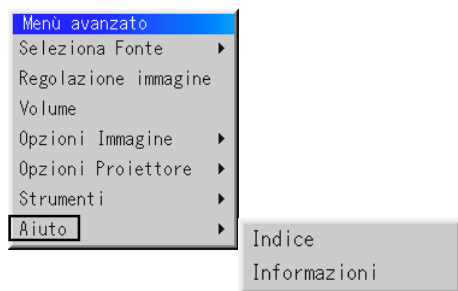 Menù avanzato
Seleziona Fonte
Regolazione immagine
Volume
Opzioni Immagine
Opzioni Proiettore
Strumenti
Aiuto
Indice
Informazioni